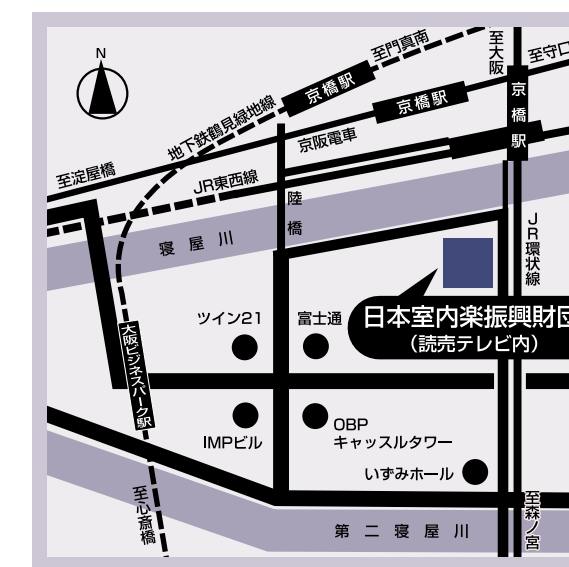 N
至門真南
至大阪
至守口
京橋駅
京橋駅
京橋駅
地下鉄鶴見緑地線
京阪電車
至淀屋橋
JR東西線
陸橋
寝屋川
JR環状線
ツイン21
富士通
日本室内楽振興財団
(読売テレビ内)
大阪ビジネスパーク駅
IMPビル
OBP
キャッスルタワー
いずみホール
至心斎橋
至森ノ宮
第二寝屋川